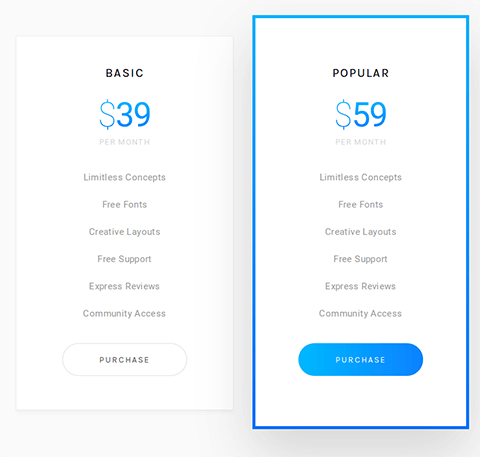 BASIC
$39
PER MONTH
Limitless Concepts
Free Fonts
Creative Layouts
Free Support
Express Reviews
Community Access
PURCHASE
POPULAR
$59
PER MONTH
Limitless Concepts
Free Fonts
Creative Layouts
Free Support
Express Reviews
Community Access
PURCHASE